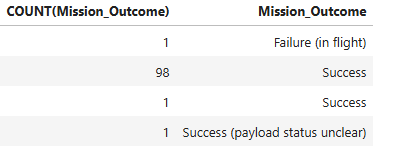 COUNT(Mission_Outcome) Mission_Outcome
1 Failure (in flight)
98 Success
1 Success
1 Success (payload status unclear)